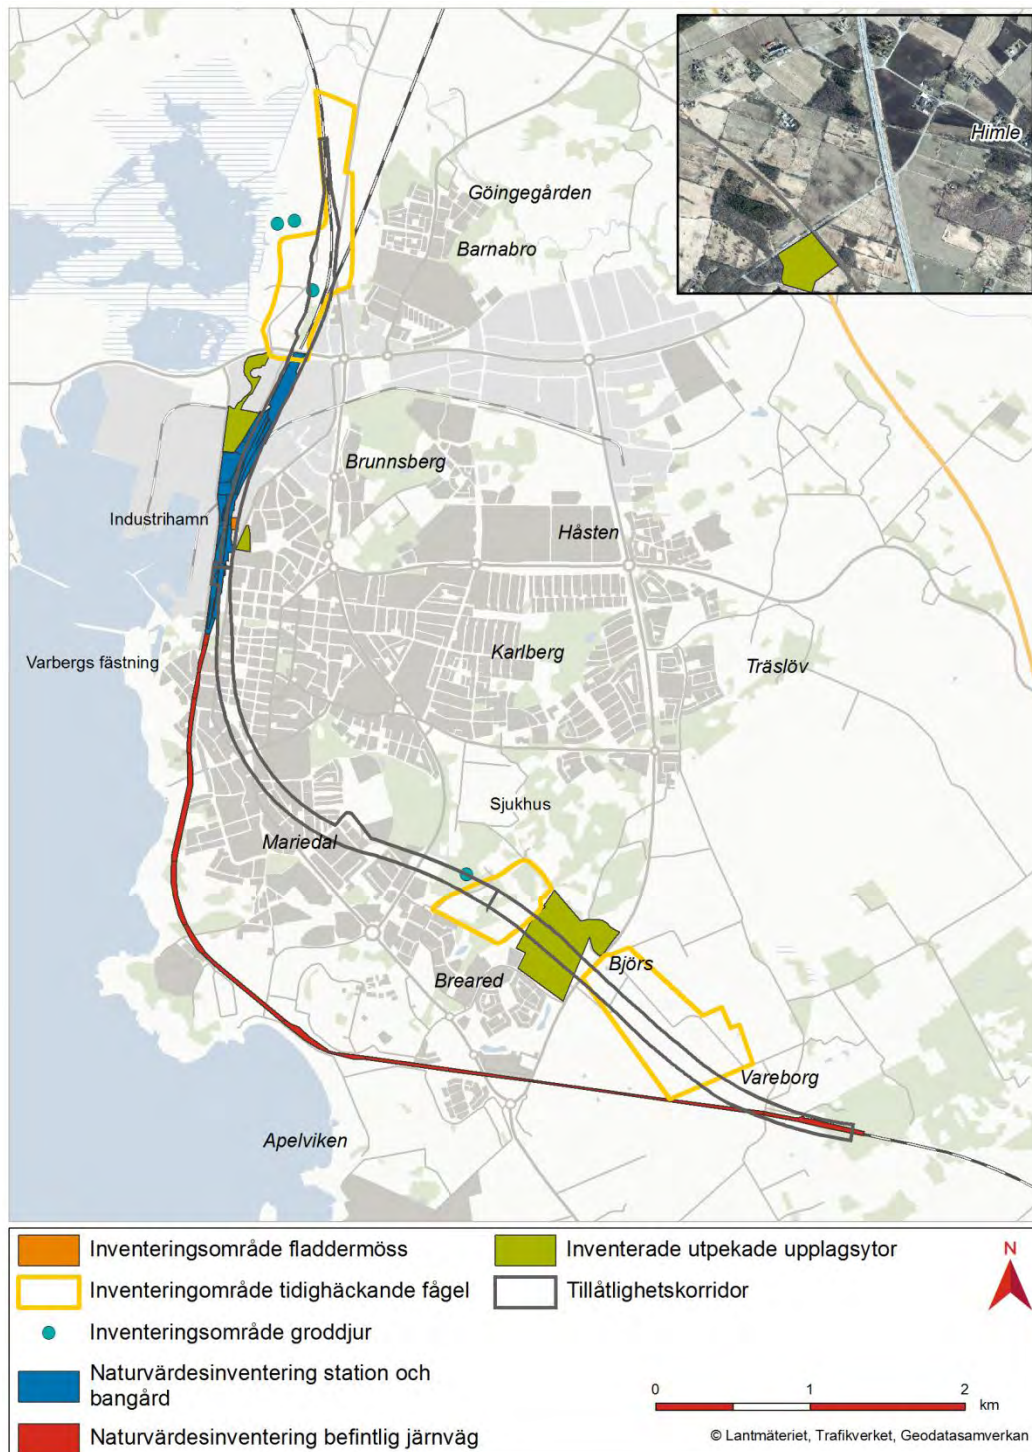 Himle
Göingegården
Barnabro
Brunnsberg
Industrihamn
Håsten
Varbergs fästning
Karlberg
Träslöv
Sjukhus
Mariedal
Breared
Björs
Vareborg
Apelviken
Inventeringsområde fladdermöss
Inventeringområde tidighäckande fågel
Inventeringsområde groddjur
Naturvärdesinventering station och
bangård
Naturvärdesinventering befintlig järnväg
Inventerade utpekade upplagsytor
Tillåtlighetskorridor
N
0 1 2
km
© Lantmäteriet, Trafikverket, Geodatasamverkan